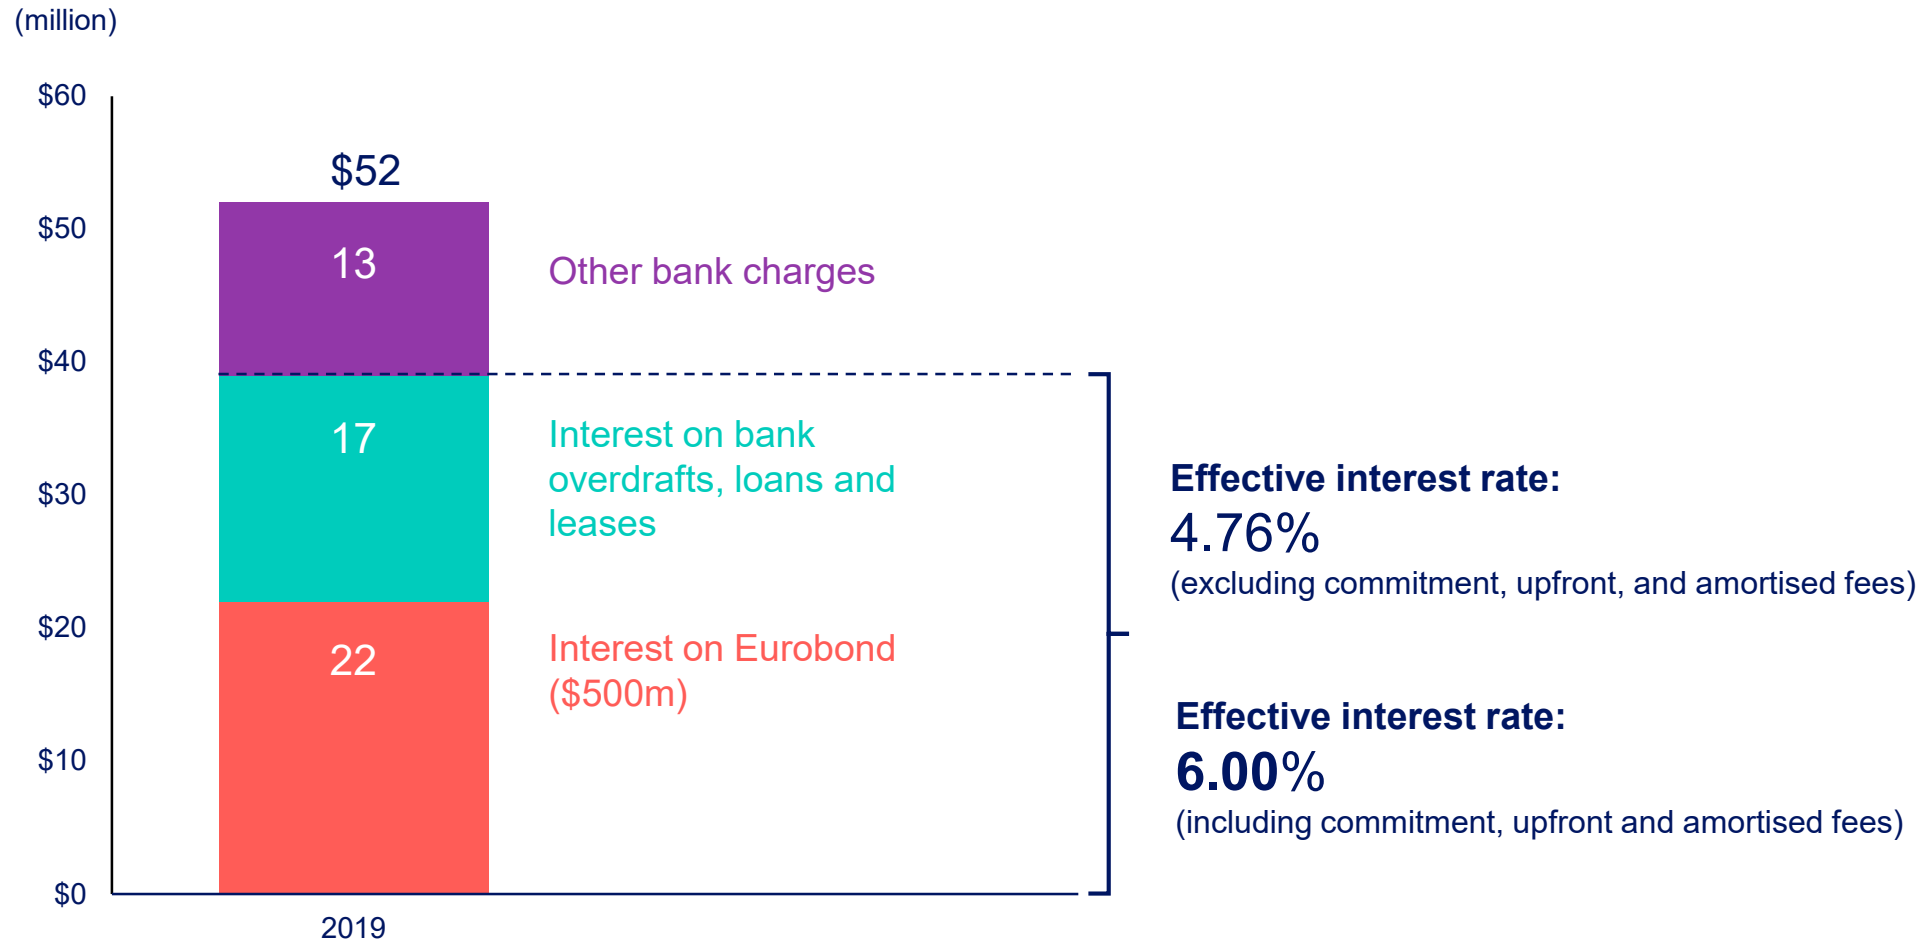 (million)
$60
$50
$40
$30
$20
$10
$0
$52
13
17
22
2019
Other bank charges
Interest on bank
overdrafts, loans and
leases
Interest on Eurobond
($500m)
Effective interest rate:
4.76%
(excluding commitment, upfront, and amortised fees)
Effective interest rate:
6.00%
(including commitment, upfront and amortised fees)